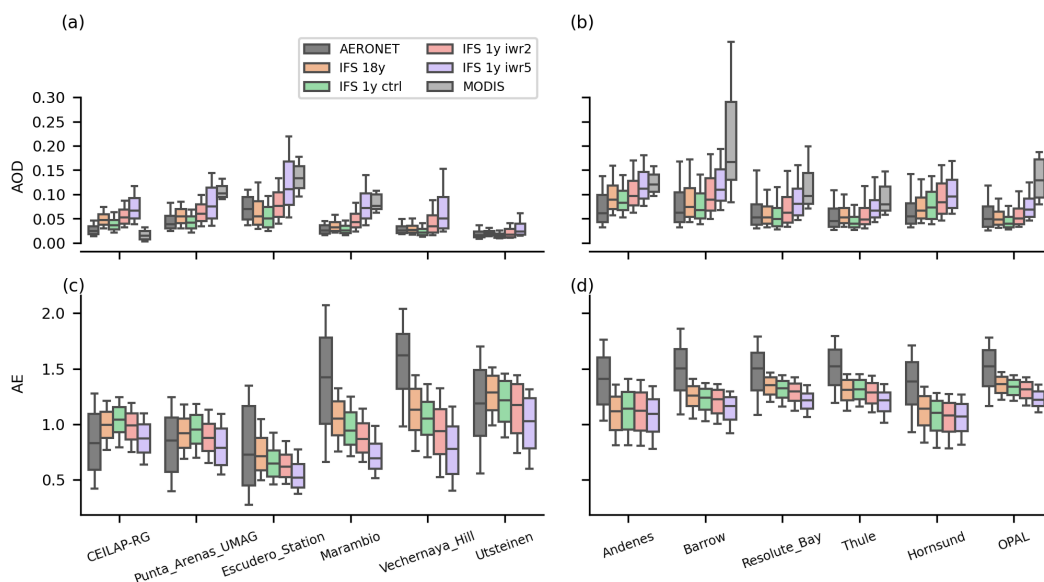 (a)
(b)
AERONET
IFS 18y
IFS 1y ctrl
IFS 1y iwr2
IFS 1y iwr5
MODIS
AOD
0.30
0.25
0.20
0.15
0.10
0.05
0.00
(c)
(d)
AE
2.0
1.5
1.0
0.5
CEILAP-RG
Punta_Arenas_UMAG
Escudero_Station
Marambio
Vechernaya_Hill
Utsteinen
Andenes
Barrow
Resolute_Bay
Thule
Hornsund
OPAL